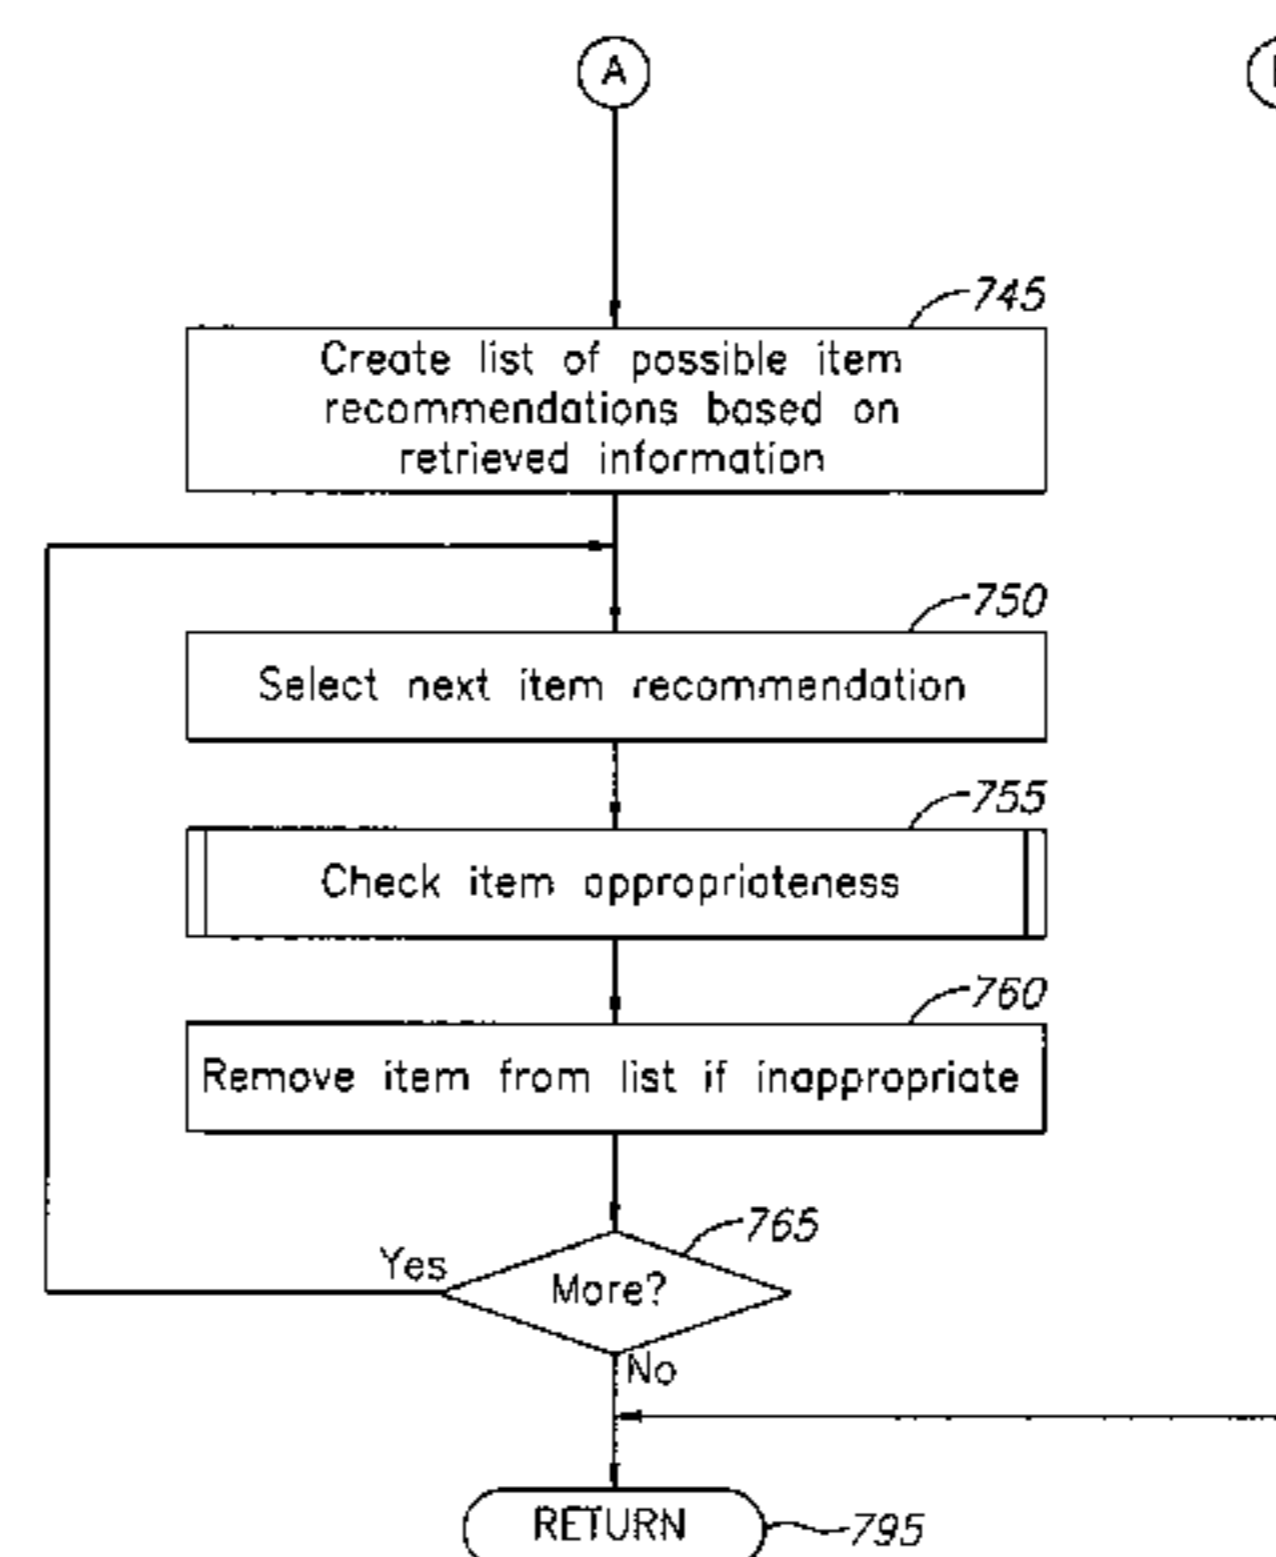 A
745
Create list of possible item
recommendations based on
retrieved information
750
Select next item recommendation
755
Check item appropriateness
760
Remove item from list if inappropriate
765
Yes
More?
No
RETURN
795